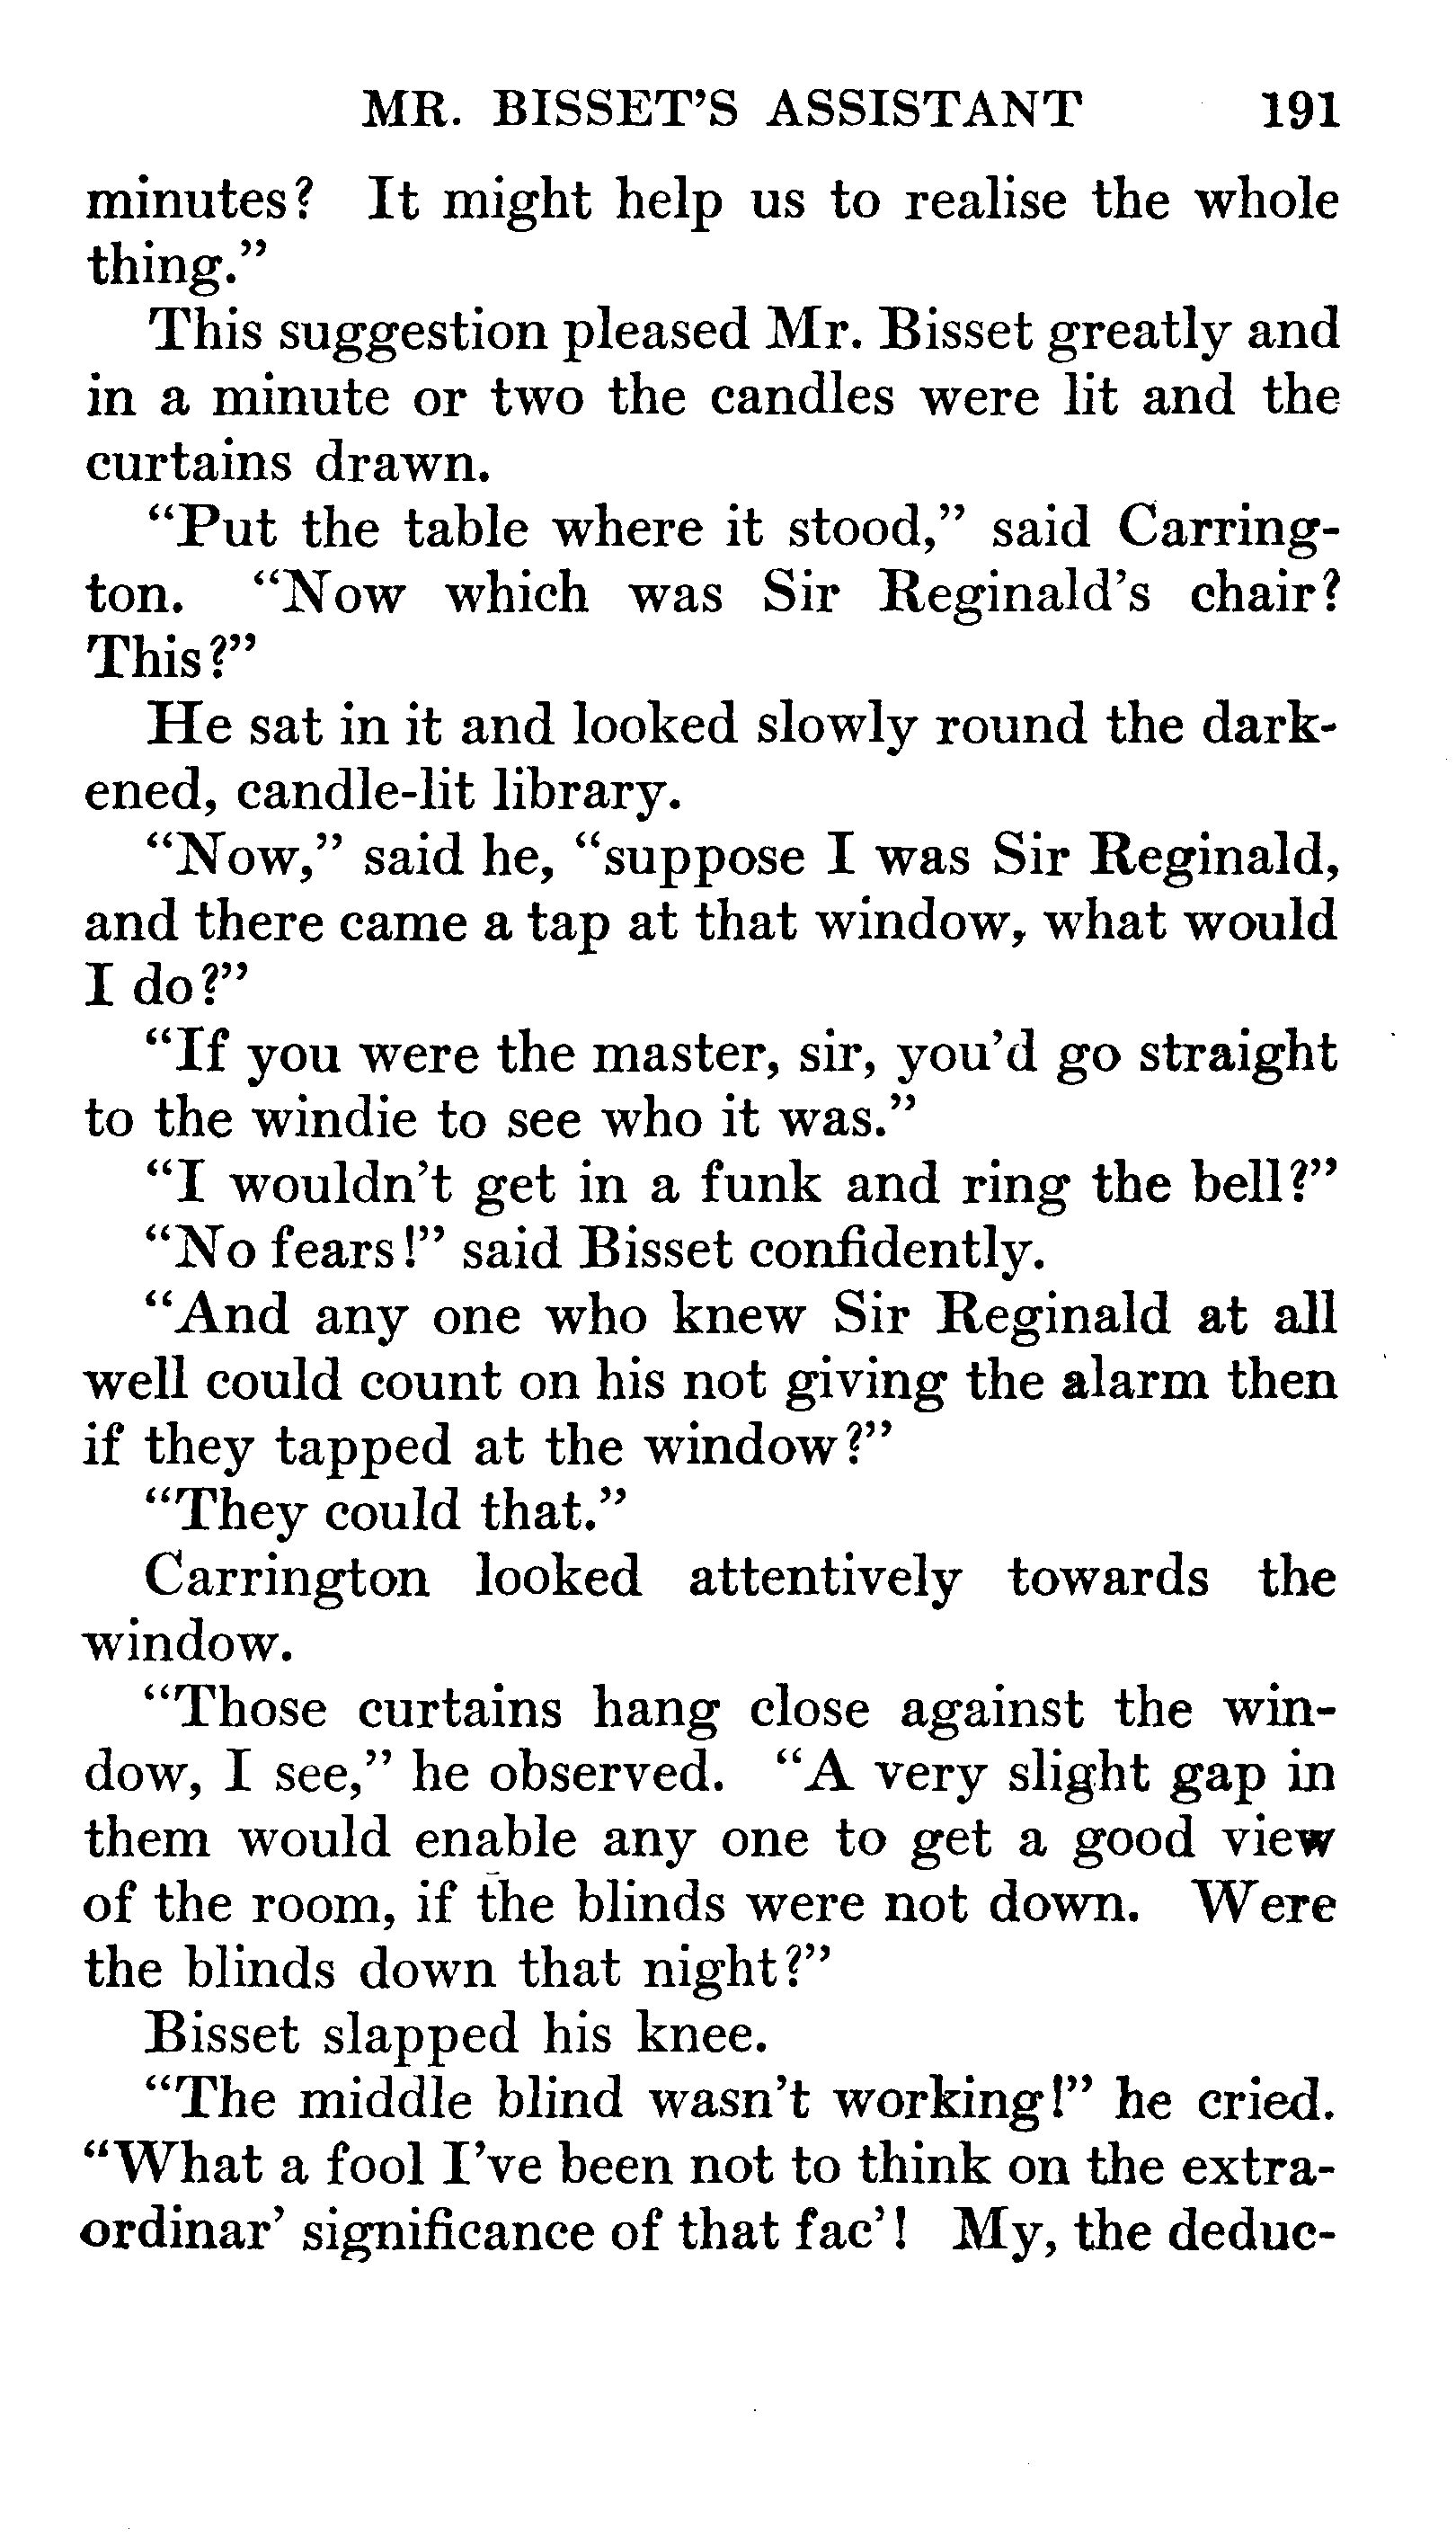 MR. BISSET'S ASSISTANT 191
minutes? It might help us to realise the whole
thing."
This suggestion pleased Mr. Bisset greatly and
in a minute or two the candles were lit and the
curtains drawn.
"Put the table where it stood," said Carring-
ton. "Now which was Sir Reginald's chair?
This?"
He sat in it and looked slowly round the dark-
ened, candle-lit library.
"Now," said he, "suppose I was Sir Reginald,
and there came a tap at that window, what would
I do?"
"If you were the master, sir, you'd go straight
to the windie to see who it was."
"I wouldn't get in a funk and ring the bell?"
"No fears!" said Bisset confidently.
"And any one who knew Sir Reginald at all
well could count on his not giving the alarm then
if they tapped at the window?"
"They could that."
Carrington looked attentively towards the
window.
"Those curtains hang close against the win-
dow, I see," he observed. "A very slight gap in
them would enable any one to get a good view
of the room, if the blinds were not down. Were
the blinds down that night?"
Bisset slapped his knee.
"The middle blind wasn't working!" he cried.
"What a fool I've been not to think on the extra-
ordinar' significance of that fac'! My, the deduc-